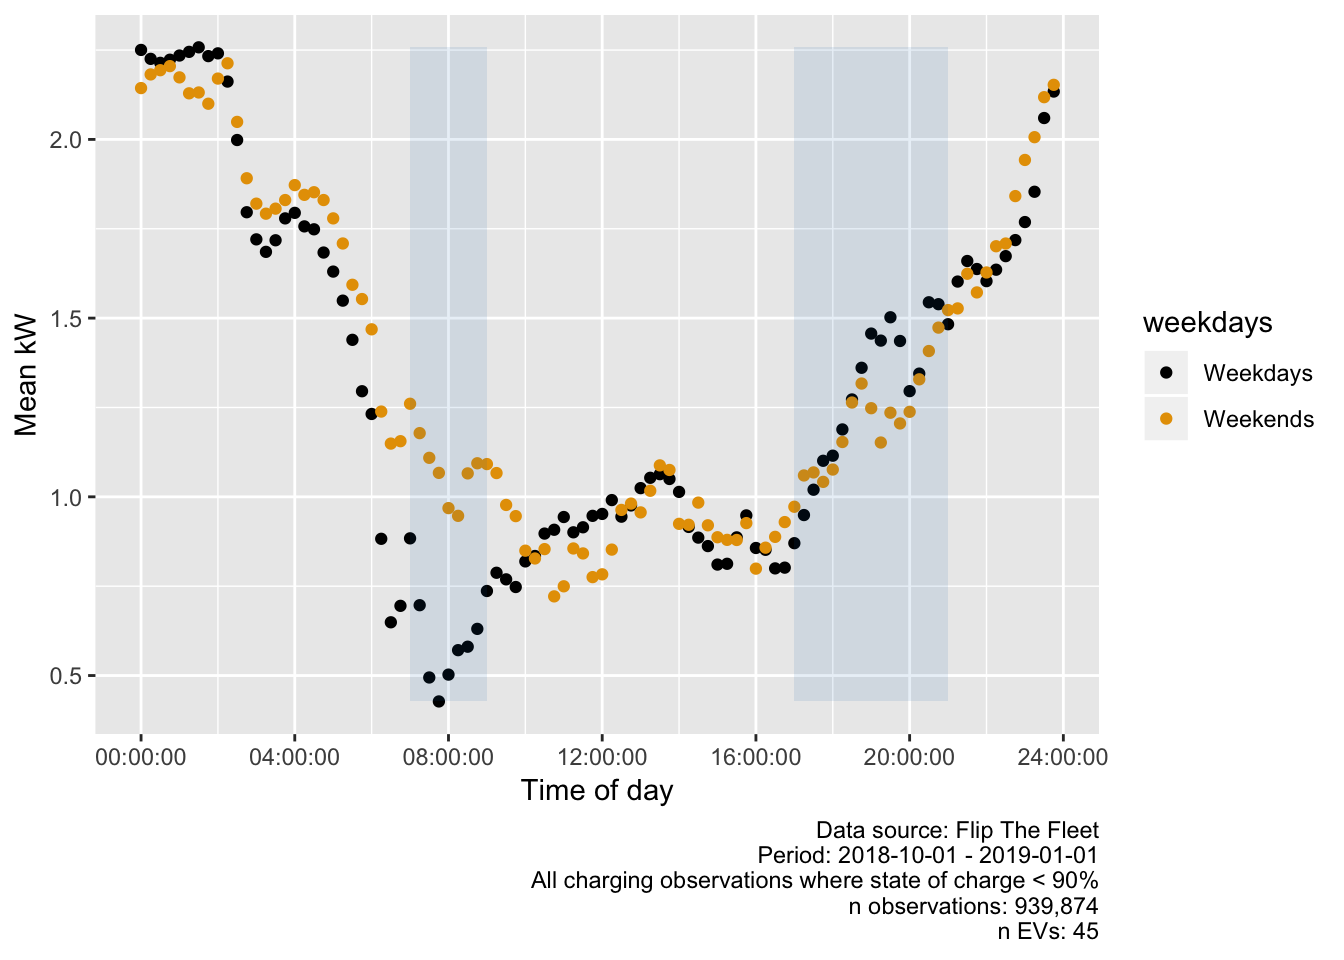 Mean kW
2.0
1.5
1.0
0.5
00:00:00 04:00:00 08:00:00 12:00:00 16:00:00 20:00:00 24:00:00
Time of day
weekdays
Weekdays
Weekends
Data source: Flip The Fleet
Period: 2018-10-01 - 2019-01-01
All charging observations where state of charge < 90%
n observations: 939,874
n EVs: 45